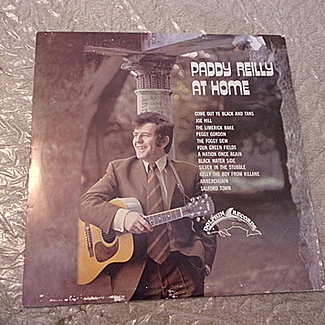 PADDY REILLY
AT HOME
COME OUT YE BLACK AND TANS
JOE HILL
THE LIMERICK RAKE
PEGGY GORDON
THE FOGGY DEW
FOUR GREEN FIELDS
A NATION ONCE AGAIN
BLACK WATER SIDE
SILVER IN THE STUBBLE
KELLY THE BOY FROM KILLANE
ANNERCHUAIN
SALFORD TOWN
DOLPHIN RECORDS